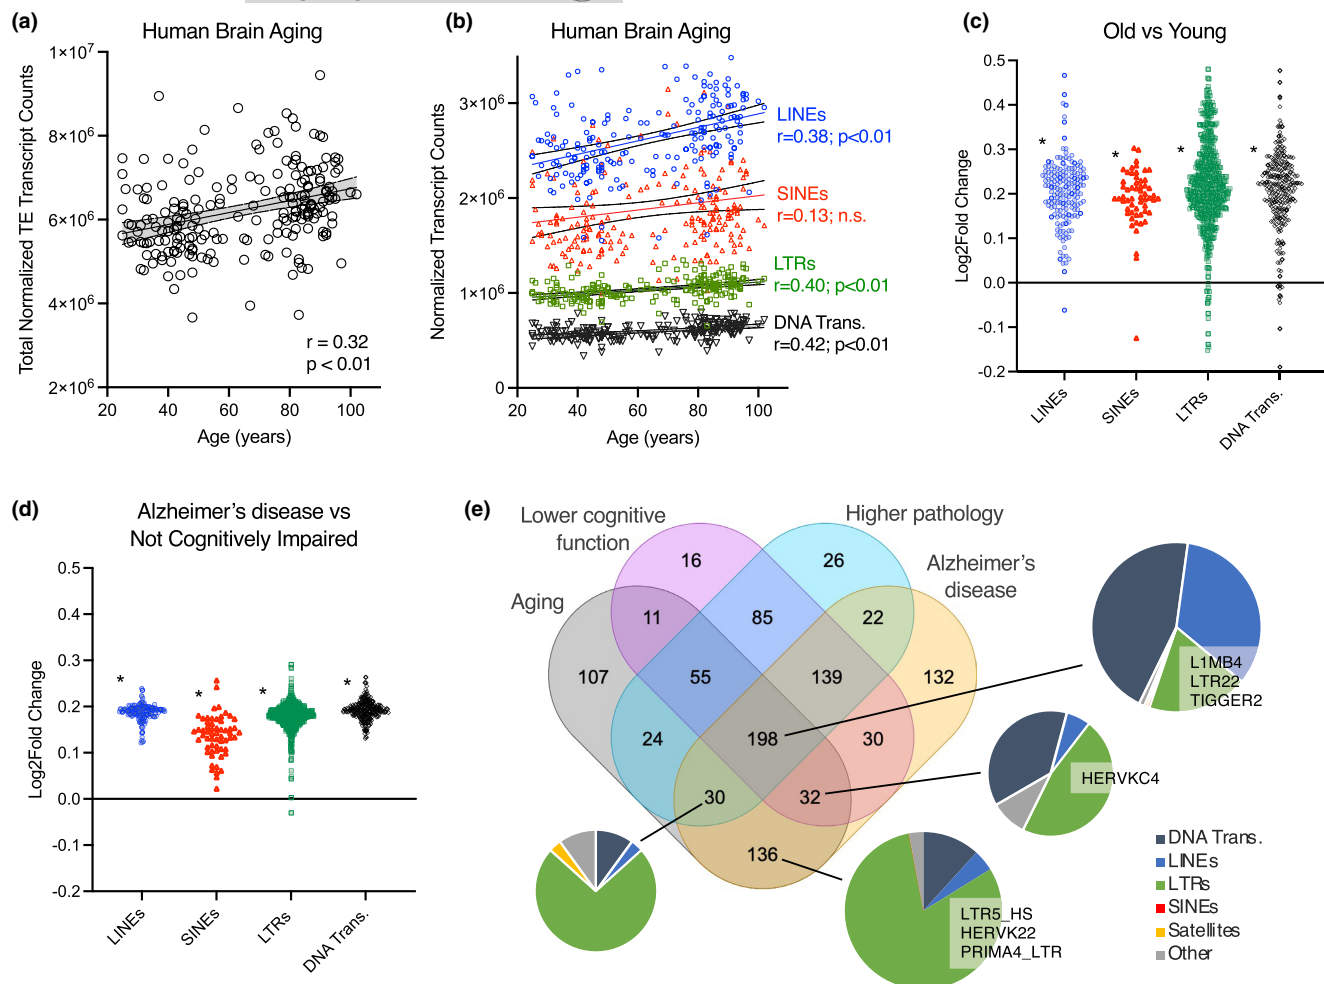 (a)
Human Brain Aging
Total Normalized TE Transcript Counts
1×10⁷
8×10⁶
6×10⁶
4×10⁶
2×10⁶
r = 0.32
p < 0.01
20 40 60 80 100
Age (years)
(b)
Human Brain Aging
Normalized Transcript Counts
3×10⁶
2×10⁶
1×10⁶
0
LINEs
r=0.38; p<0.01
SINEs
r=0.13; n.s.
LTRs
r=0.40; p<0.01
DNA Trans.
r=0.42; p<0.01
20 40 60 80 100
Age (years)
(c)
Old vs Young
Log2Fold Change
0.5
0.4
0.3
0.2
0.1
0.0
-0.1
-0.2
* * * *
LINEs
SINEs
LTRs
DNA Trans.
(d)
Alzheimer's disease vs
Not Cognitively Impaired
Log2Fold Change
0.5
0.4
0.3
0.2
0.1
0.0
-0.1
-0.2
* * * *
LINEs
SINEs
LTRs
DNA Trans.
(e)
Lower cognitive
function
Higher pathology
Alzheimer's
disease
Aging
16
26
11
85
22
107
55
139
132
24
198
30
30
32
136
L1MB4
LTR22
TIGGER2
HERVKC4
LTR5_HS
HERVK22
PRIMA4_LTR
DNA Trans.
LINEs
LTRs
SINEs
Satellites
Other